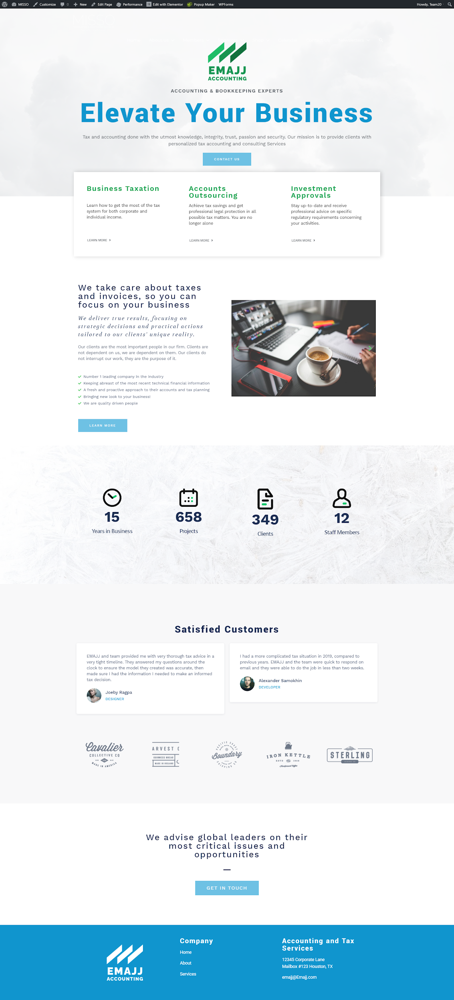 MISSO Customize 0 New Edit Page Performance Edit with Elementor Popup Maker WPForms Howdy, Team20
MISSO
EMAJJ
ACCOUNTING
ACCOUNTING & BOOKKEEPING EXPERTS
Elevate Your Business
Tax and accounting done with the utmost knowledge, integrity, trust, passion and security. Our mission is to provide clients with
personalized tax accounting and consulting Services
CONTACT US
Business Taxation
Learn how to get the most of the tax
system for both corporate and
individual income.
LEARN MORE
Accounts
Outsourcing
Achieve tax savings and get
professional legal protection in all
possible tax matters. You are no
longer alone
LEARN MORE
Investment
Approvals
Stay up-to-date and receive
professional advice on specific
regulatory requirements concerning
your activities.
LEARN MORE
We take care about taxes
and invoices, so you can
focus on your business
We deliver true results, focusing on
strategic decisions and practical actions
tailored to our clients' unique reality.
Our clients are the most important people in our firm. Clients are
not dependent on us, we are dependent on them. Our clients do
not interrupt our work, they are the purpose of it.
Number 1 leading company in the industry
Keeping abreast of the most recent technical financial information
A fresh and proactive approach to their accounts and tax planning
Bringing new look to your business!
We are quality driven people
LEARN MORE
15
Years in Business
658
Projects
349
Clients
12
Staff Members
Satisfied Customers
EMAJJ and team provided me with very thorough tax advice in a
very tight timeline. They answered my questions around the
clock to ensure the model they created was accurate, then
made sure I had the information I needed to make an informed
tax decision.
Joeby Ragpa
DESIGNER
I had a more complicated tax situation in 2019, compared to
previous years. EMAJJ and the team were quick to respond on
email and they were able to do the job in less than two weeks.
Alexander Samokhin
DEVELOPER
Cavalier
COLLECTIVE CO
MADE IN AMERICA
ARVEST
GUINNESS BREAD
MADE IN IRELAND
PACIFIC COAST
Boundary
SHIPPING CO
IRON KETTLE
ESTD 1986
STERLING
We advise global leaders on their
most critical issues and
opportunities
GET IN TOUCH
EMAJJ
ACCOUNTING
Company
Home
About
Services
Accounting and Tax
Services
12345 Corporate Lane
Mailbox #123 Houston, TX
emajj@Emajj.com